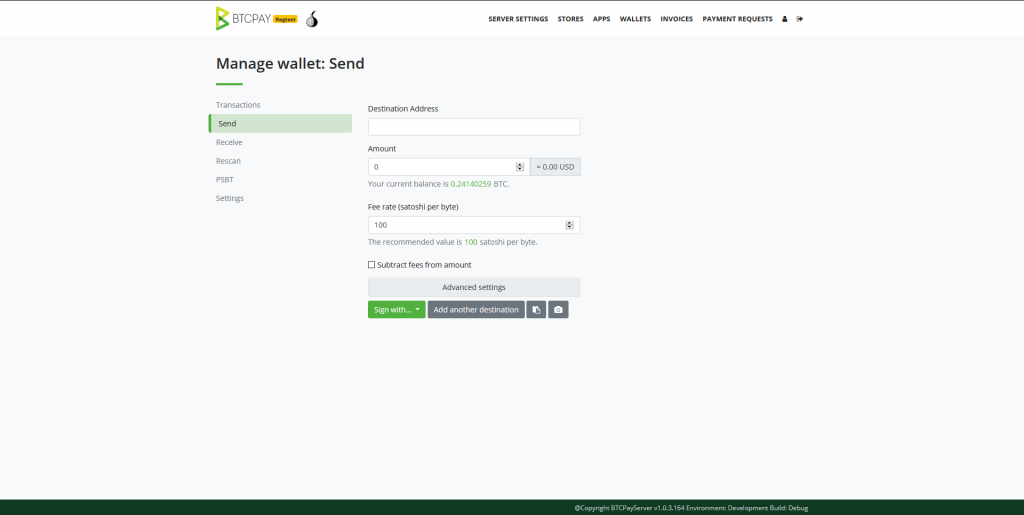 BTCPAY Regtest
SERVER SETTINGS STORES APPS WALLETS INVOICES PAYMENT REQUESTS
Manage wallet: Send
Transactions
Send
Receive
Rescan
PSBT
Settings
Destination Address
Amount
0 = 0.00 USD
Your current balance is 0.24140259 BTC.
Fee rate (satoshi per byte)
100
The recommended value is 100 satoshi per byte.
Subtract fees from amount
Advanced settings
Sign with... Add another destination
@Copyright BTCPayServer v1.0.3.164 Environment: Development Build: Debug